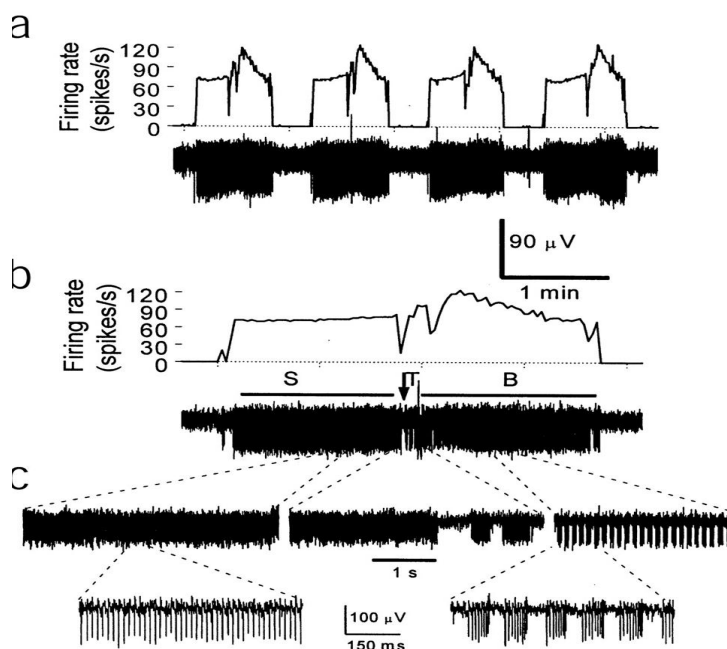 a
Firing rate
(spikes/s)
120
90
60
30
0
90 µV
1 min
b
Firing rate
(spikes/s)
120
90
60
30
0
S
IT
B
c
1 s
100 µV
150 ms